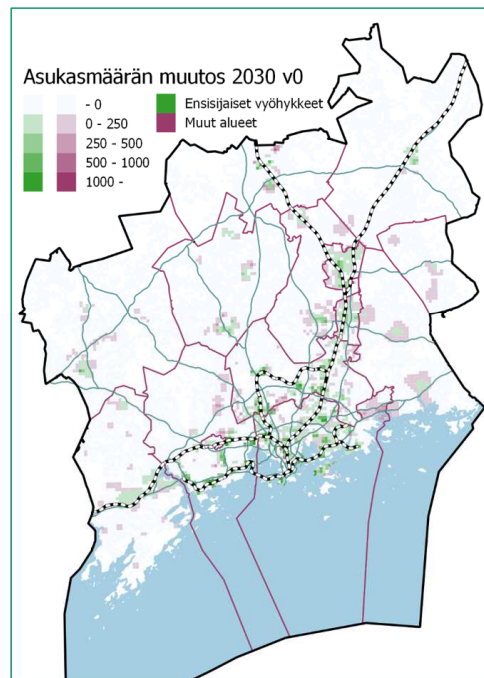 Asukasmäärän muutos 2030 v0
- 0
0 - 250
250 - 500
500 - 1000
1000 -
Ensisijaiset vyöhykkeet
Muut alueet